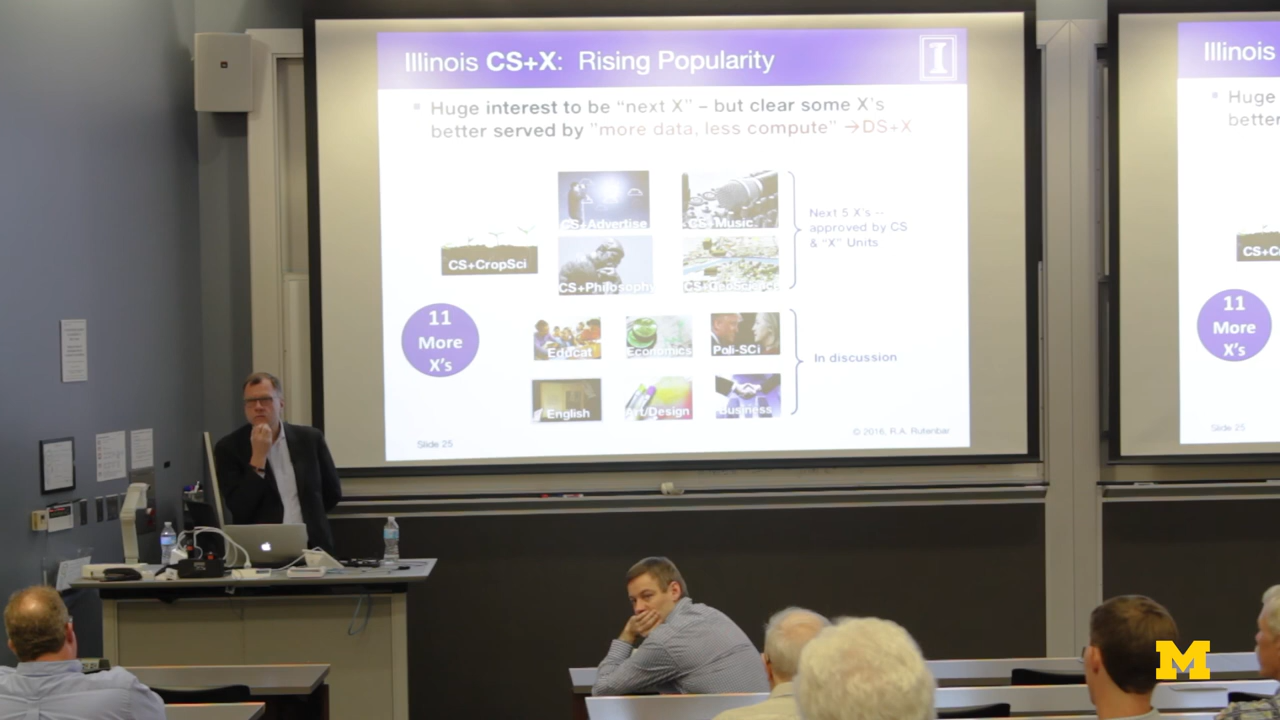 Illinois CS+X: Rising Popularity
Huge interest to be "next X" – but clear some X's
better served by "more data, less compute" →DS+X
CS+Advertise
CS+Music
CS+CropSci
CS+Philosophy
CS+GeoScience
Next 5 X's --
approved by CS
& "X" Units
11
More
X's
Educat
Economics
Poli-SCi
English
Art/Design
Business
In discussion
Slide 25
© 2016, R.A. Rutenbar
Illinois
Huge
better
CS+C
11
More
X's
Slide 25
M